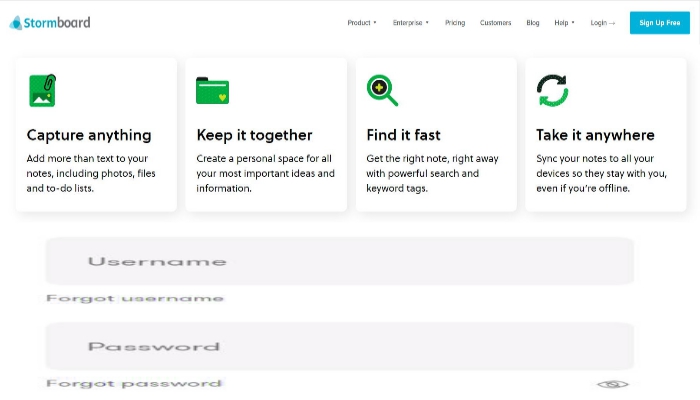 Stormboard
Product Enterprise Pricing Customers Blog Help Login → Sign Up Free
Capture anything
Add more than text to your
notes, including photos, files
and to-do lists.
Keep it together
Create a personal space for all
your most important ideas and
information.
Find it fast
Get the right note, right away
with powerful search and
keyword tags.
Take it anywhere
Sync your notes to all your
devices so they stay with you,
even if you're offline.
Username
Forgot username
Password
Forgot password